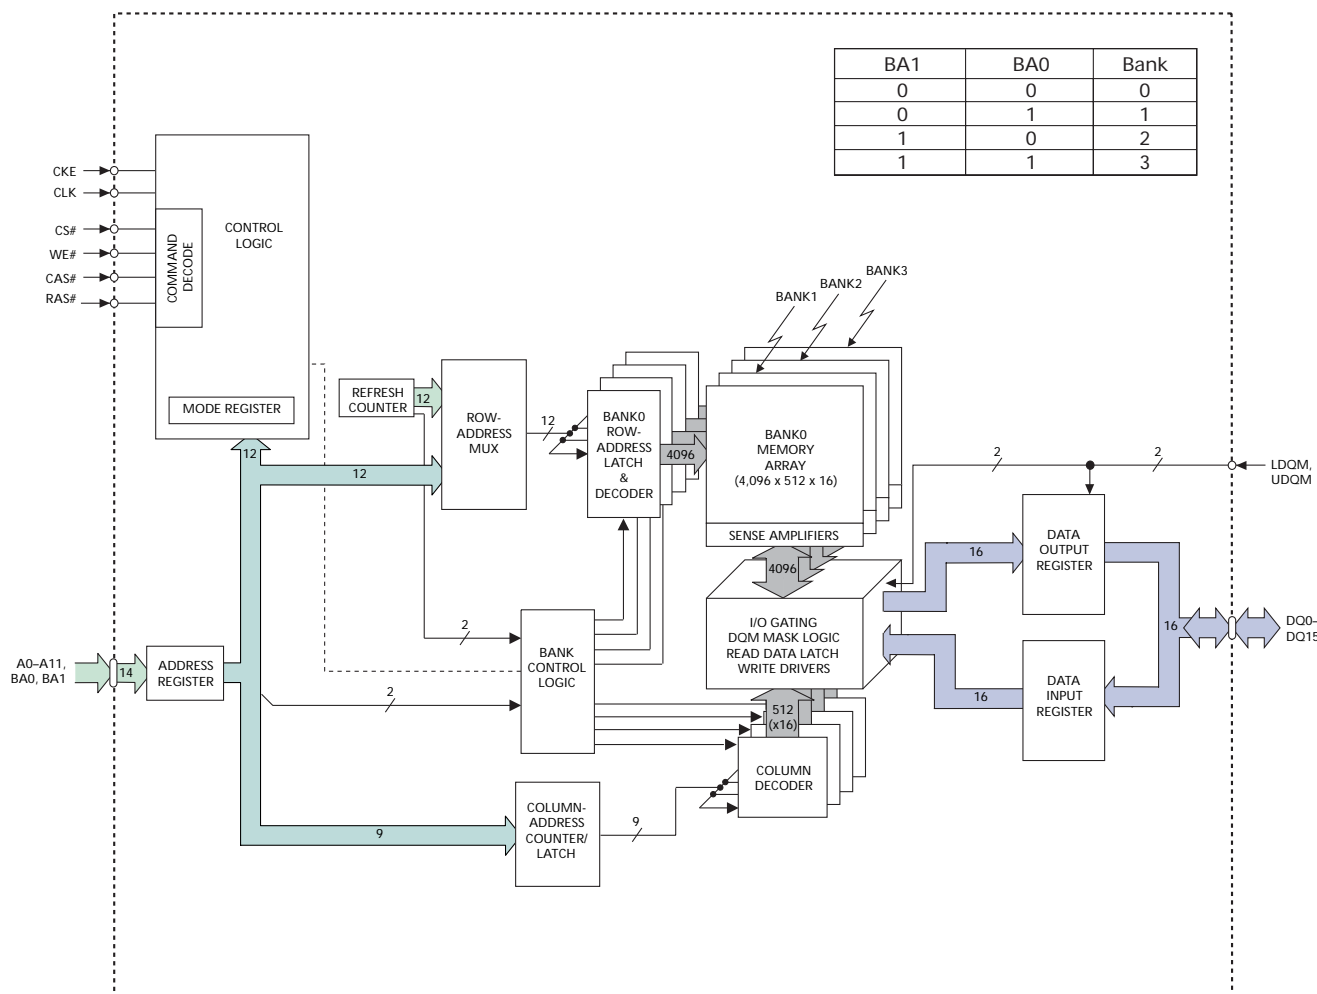 BA1 BA0 Bank
0 0 0
0 1 1
1 0 2
1 1 3
CKE
CLK
CS#
WE#
CAS#
RAS#
COMMAND
DECODE
CONTROL
LOGIC
MODE REGISTER
12
12
REFRESH
COUNTER
12
ROW-
ADDRESS
MUX
12
BANK0
ROW-
ADDRESS
LATCH
&
DECODER
4096
BANK1
BANK2
BANK3
BANK0
MEMORY
ARRAY
(4,096 x 512 x 16)
SENSE AMPLIFIERS
4096
I/O GATING
DQM MASK LOGIC
READ DATA LATCH
WRITE DRIVERS
2
2
LDQM,
UDQM
DATA
OUTPUT
REGISTER
16
16
DQ0–
DQ15
16
DATA
INPUT
REGISTER
A0–A11,
BA0, BA1
14
ADDRESS
REGISTER
2
2
BANK
CONTROL
LOGIC
512
(x16)
COLUMN
DECODER
9
COLUMN-
ADDRESS
COUNTER/
LATCH
9